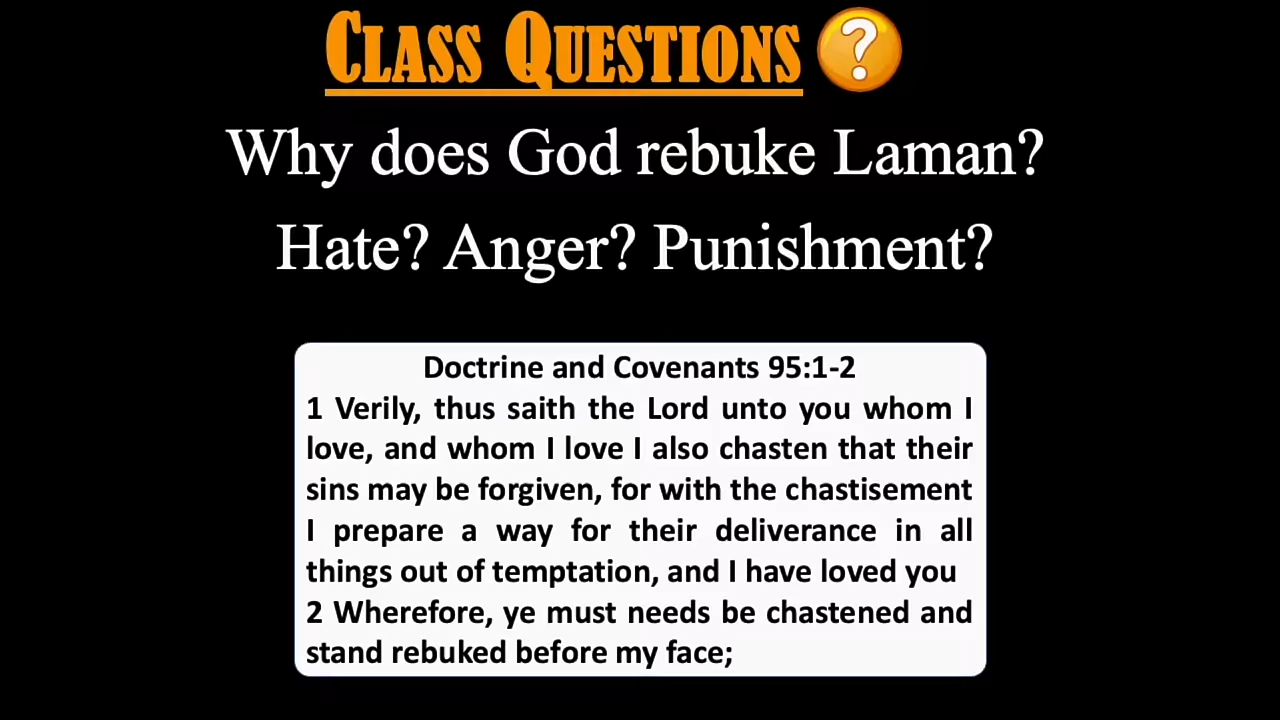 CLASS QUESTIONS ?
Why does God rebuke Laman?
Hate? Anger? Punishment?
Doctrine and Covenants 95:1-2
1 Verily, thus saith the Lord unto you whom I
love, and whom I love I also chasten that their
sins may be forgiven, for with the chastisement
I prepare a way for their deliverance in all
things out of temptation, and I have loved you
2 Wherefore, ye must needs be chastened and
stand rebuked before my face;